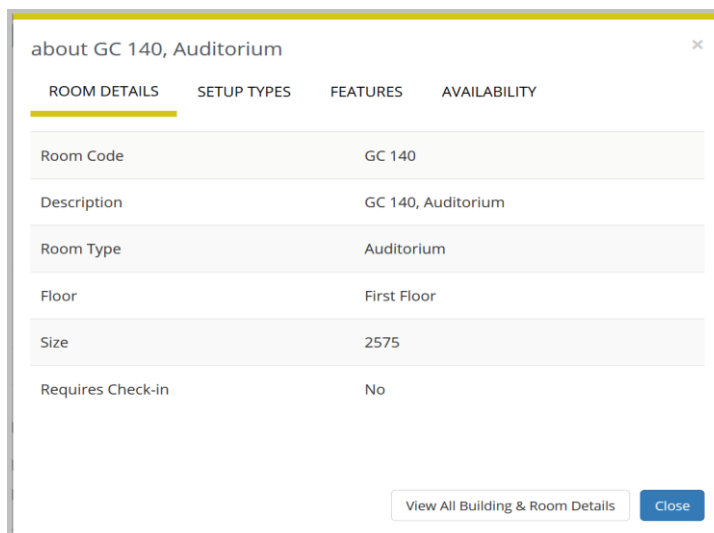 about GC 140, Auditorium ×
ROOM DETAILS SETUP TYPES FEATURES AVAILABILITY
Room Code GC 140
Description GC 140, Auditorium
Room Type Auditorium
Floor First Floor
Size 2575
Requires Check-in No
View All Building & Room Details Close